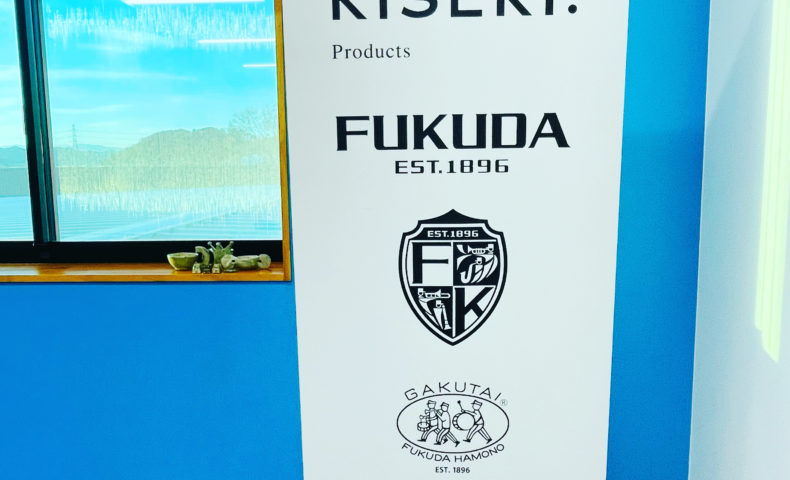 KISEKI.
Products
FUKUDA
EST.1896
EST.1896
F
K
GAKUTAI®
FUKUDA HAMONO
EST. 1896